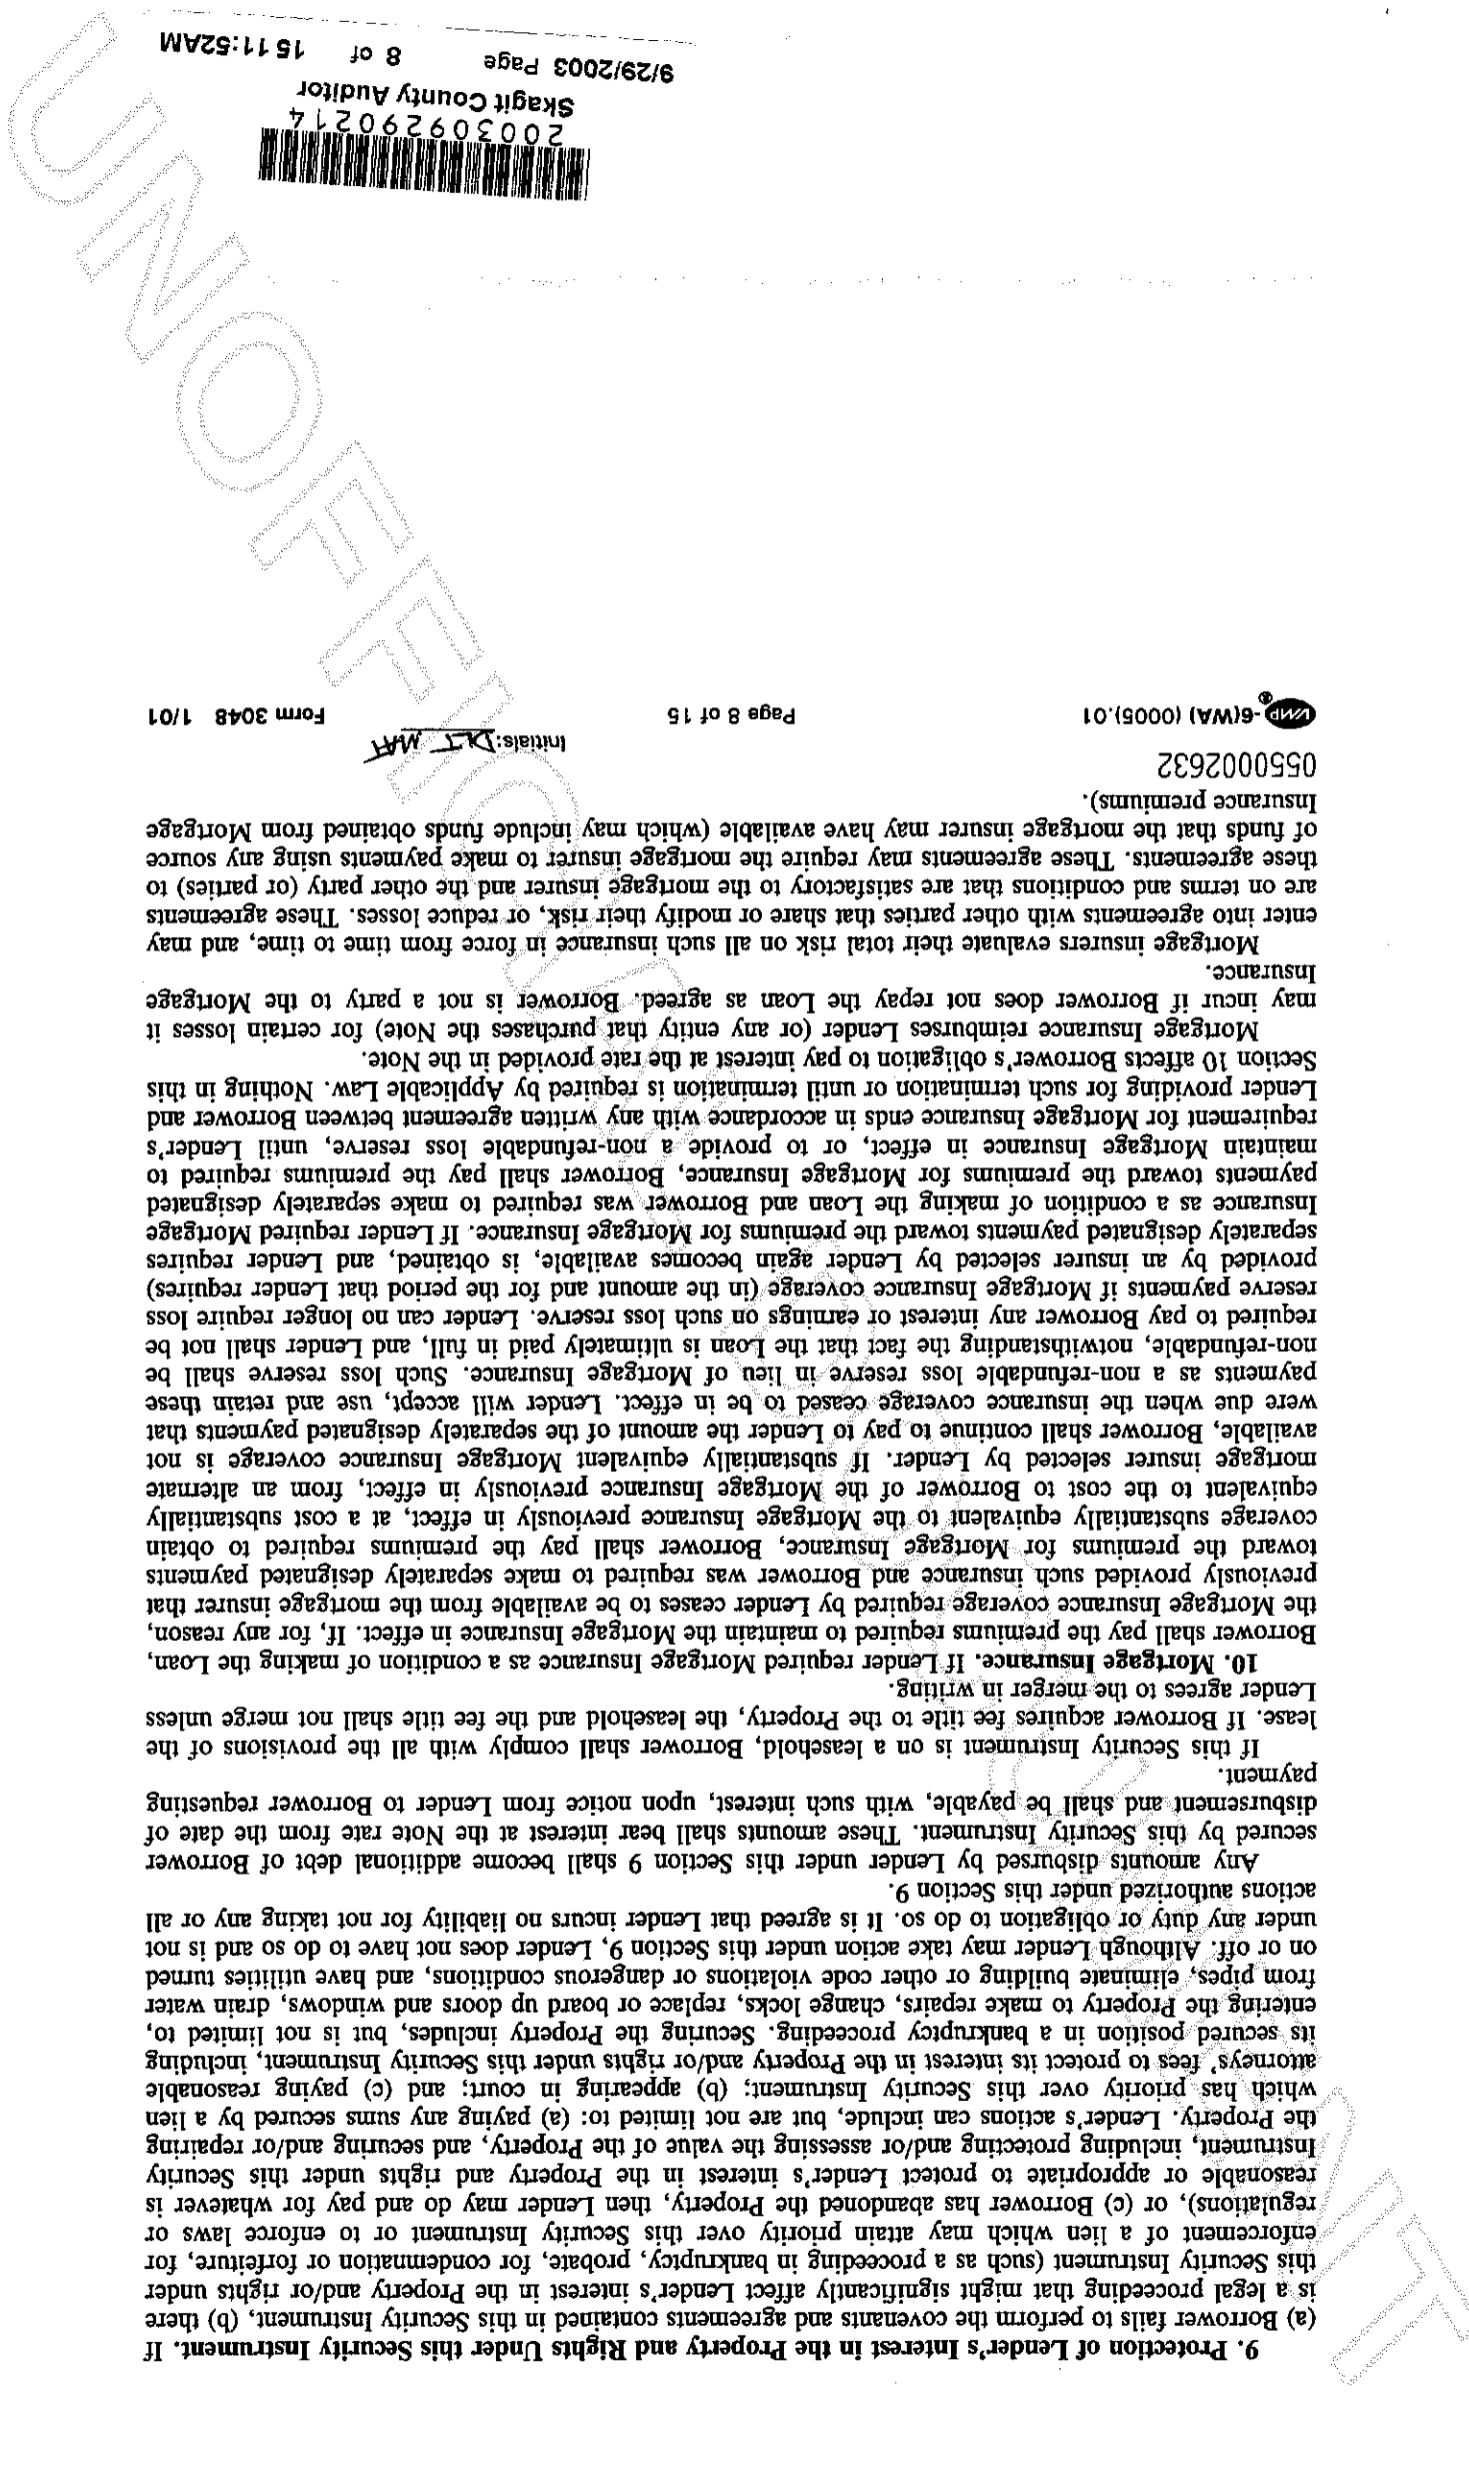 9. Protection of Lender's Interest in the Property and Rights Under this Security Instrument. If
(a) Borrower fails to perform the covenants and agreements contained in this Security Instrument, (b) there
is a legal proceeding that might significantly affect Lender's interest in the Property and/or rights under
this Security Instrument (such as a proceeding in bankruptcy, probate, for condemnation or forfeiture, for
enforcement of a lien which may attain priority over this Security Instrument or to enforce laws or
regulations), or (c) Borrower has abandoned the Property, then Lender may do and pay for whatever is
reasonable or appropriate to protect Lender's interest in the Property and rights under this Security
Instrument, including protecting and/or assessing the value of the Property, and securing and/or repairing
the Property. Lender's actions can include, but are not limited to: (a) paying any sums secured by a lien
which has priority over this Security Instrument; (b) appearing in court; and (c) paying reasonable
attorneys' fees to protect its interest in the Property and/or rights under this Security Instrument, including
its secured position in a bankruptcy proceeding. Securing the Property includes, but is not limited to,
entering the Property to make repairs, change locks, replace or board up doors and windows, drain water
from pipes, eliminate building or other code violations or dangerous conditions, and have utilities turned
on or off. Although Lender may take action under this Section 9, Lender does not have to do so and is not
under any duty or obligation to do so. It is agreed that Lender incurs no liability for not taking any or all
actions authorized under this Section 9.
Any amounts disbursed by Lender under this Section 9 shall become additional debt of Borrower
secured by this Security Instrument. These amounts shall bear interest at the Note rate from the date of
disbursement and shall be payable, with such interest, upon notice from Lender to Borrower requesting
payment.
If this Security Instrument is on a leasehold, Borrower shall comply with all the provisions of the
lease. If Borrower acquires fee title to the Property, the leasehold and the fee title shall not merge unless
Lender agrees to the merger in writing.
10. Mortgage Insurance. If Lender required Mortgage Insurance as a condition of making the Loan,
Borrower shall pay the premiums required to maintain the Mortgage Insurance in effect. If, for any reason,
the Mortgage Insurance coverage required by Lender ceases to be available from the mortgage insurer that
previously provided such insurance and Borrower was required to make separately designated payments
toward the premiums for Mortgage Insurance, Borrower shall pay the premiums required to obtain
coverage substantially equivalent to the Mortgage Insurance previously in effect, at a cost substantially
equivalent to the cost to Borrower of the Mortgage Insurance previously in effect, from an alternate
mortgage insurer selected by Lender. If substantially equivalent Mortgage Insurance coverage is not
available, Borrower shall continue to pay to Lender the amount of the separately designated payments that
were due when the insurance coverage ceased to be in effect. Lender will accept, use and retain these
payments as a non-refundable loss reserve in lieu of Mortgage Insurance. Such loss reserve shall be
non-refundable, notwithstanding the fact that the Loan is ultimately paid in full, and Lender shall not be
required to pay Borrower any interest or earnings on such loss reserve. Lender can no longer require loss
reserve payments if Mortgage Insurance coverage (in the amount and for the period that Lender requires)
provided by an insurer selected by Lender again becomes available, is obtained, and Lender requires
separately designated payments toward the premiums for Mortgage Insurance. If Lender required Mortgage
Insurance as a condition of making the Loan and Borrower was required to make separately designated
payments toward the premiums for Mortgage Insurance, Borrower shall pay the premiums required to
maintain Mortgage Insurance in effect, or to provide a non-refundable loss reserve, until Lender's
requirement for Mortgage Insurance ends in accordance with any written agreement between Borrower and
Lender providing for such termination or until termination is required by Applicable Law. Nothing in this
Section 10 affects Borrower's obligation to pay interest at the rate provided in the Note.
Mortgage Insurance reimburses Lender (or any entity that purchases the Note) for certain losses it
may incur if Borrower does not repay the Loan as agreed. Borrower is not a party to the Mortgage
Insurance.
Mortgage insurers evaluate their total risk on all such insurance in force from time to time, and may
enter into agreements with other parties that share or modify their risk, or reduce losses. These agreements
are on terms and conditions that are satisfactory to the mortgage insurer and the other party (or parties) to
these agreements. These agreements may require the mortgage insurer to make payments using any source
of funds that the mortgage insurer may have available (which may include funds obtained from Mortgage
Insurance premiums).
055002632
Initials: DLT MAT
VMP-6(WA) (0005).01 Page 8 of 15 Form 3048 1/01
200309290214
Skagit County Auditor
9/29/2003 Page 8 of 15 11:52AM
UNOFFICIAL DOCUMENT